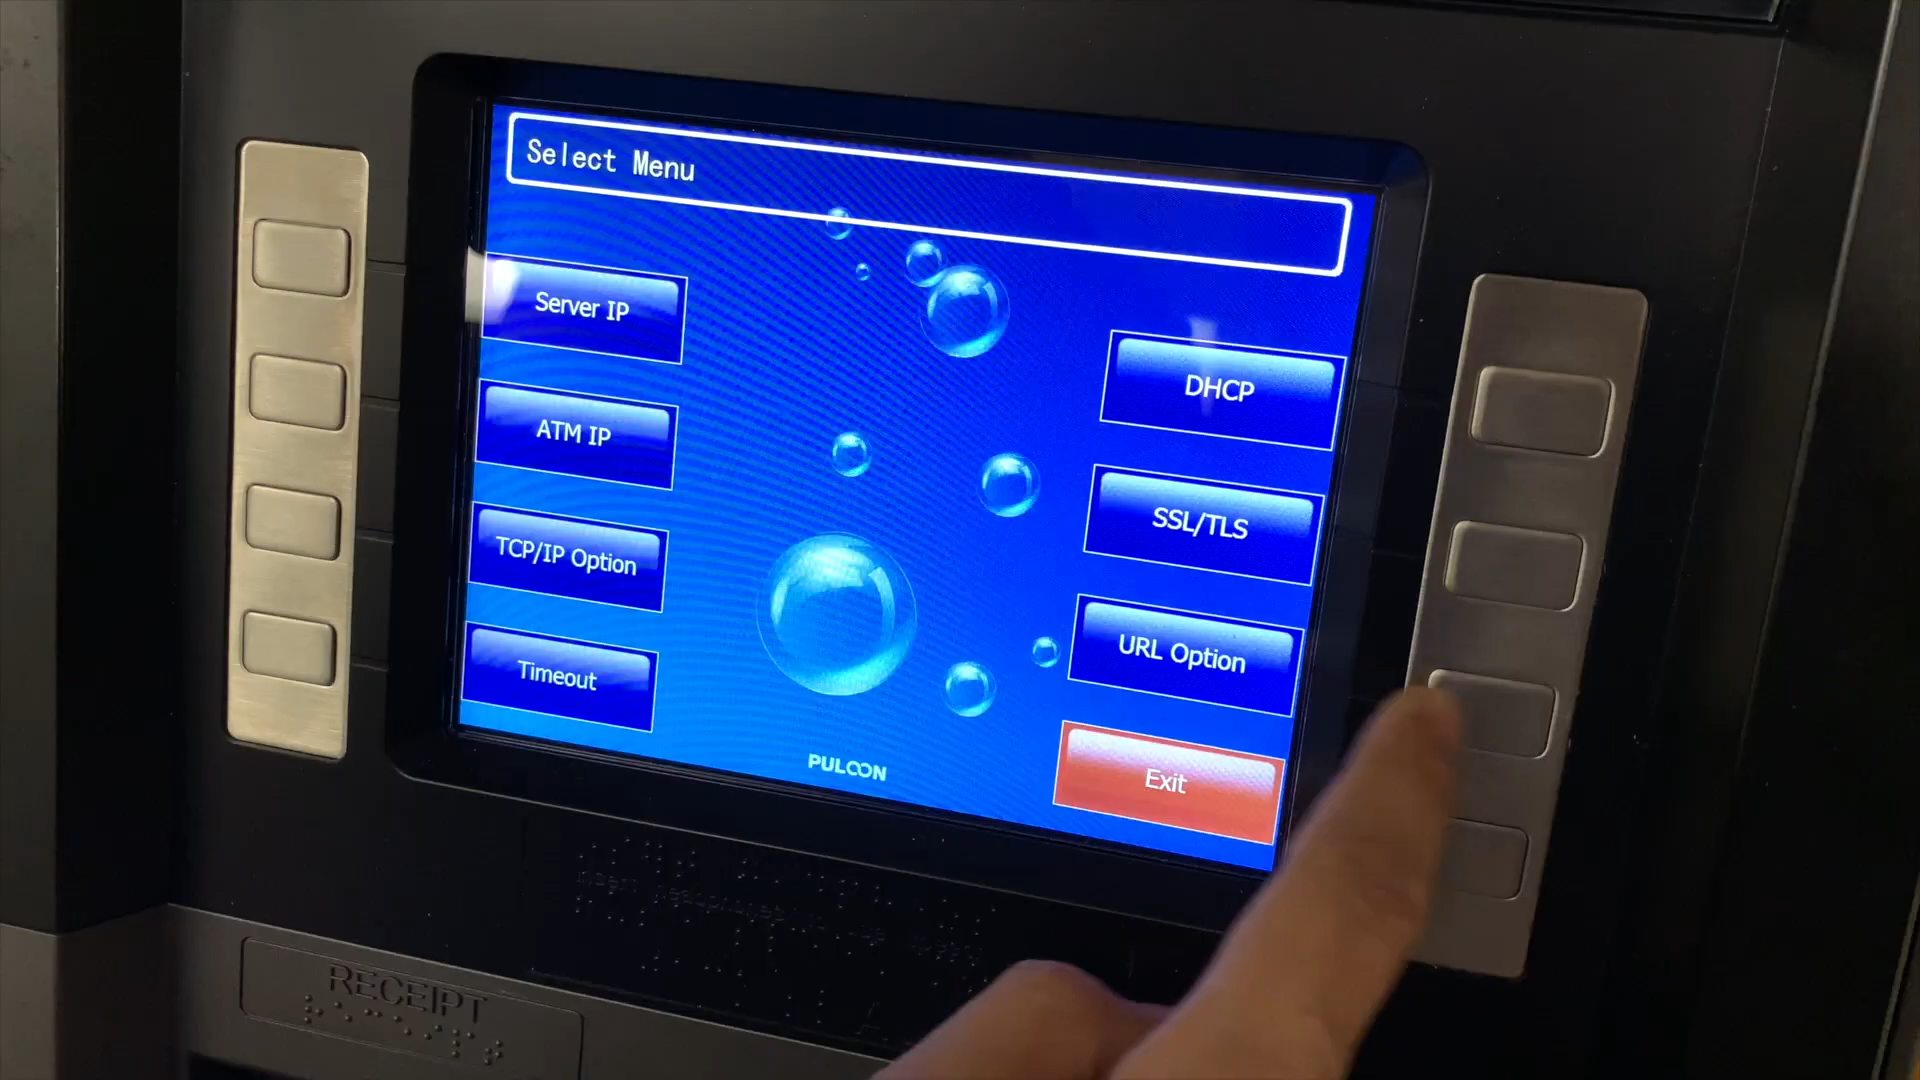 Select Menu
Server IP
ATM IP
TCP/IP Option
Timeout
DHCP
SSL/TLS
URL Option
Exit
PULOON
RECEIPT